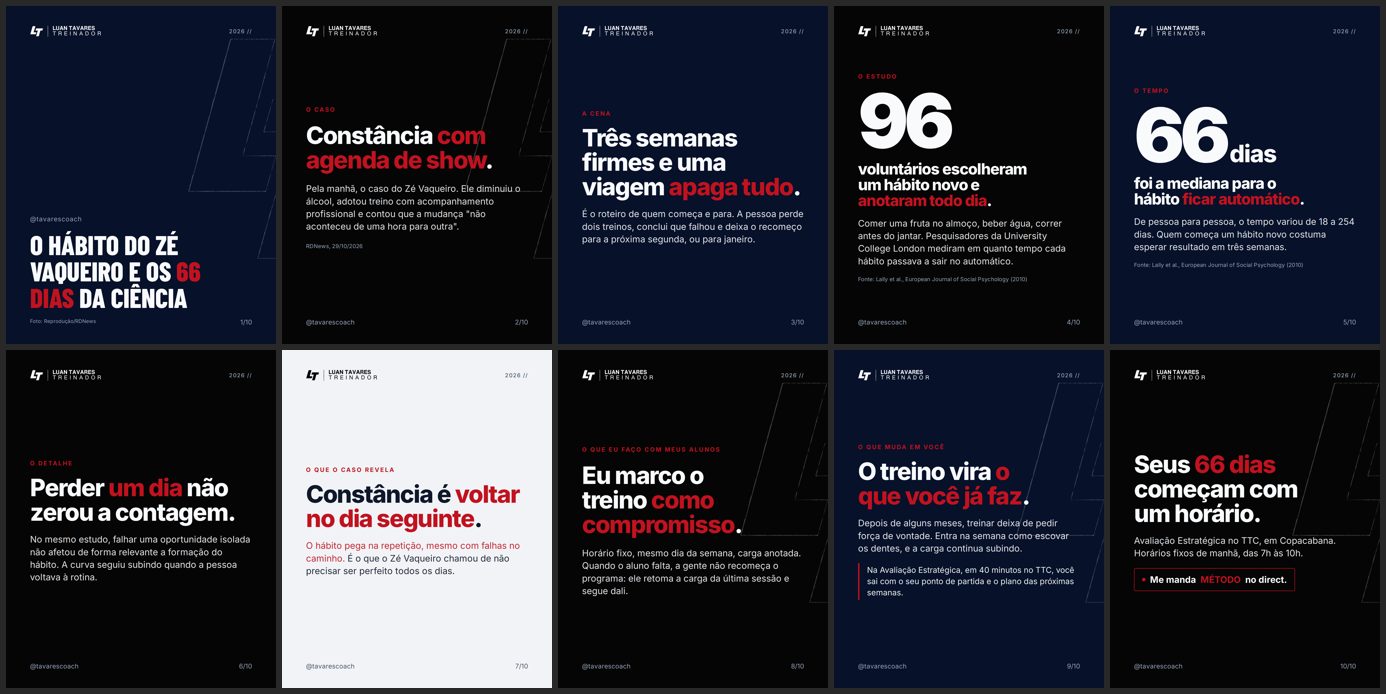 LT LUAN TAVARES
TREINADOR
2026 //
@tavarescoach
O HÁBITO DO ZÉ
VAQUEIRO E OS 66
DIAS DA CIÊNCIA
Foto: Reprodução/RDNews
1/10
LT LUAN TAVARES
TREINADOR
2026 //
O CASO
Constância com
agenda de show.
Pela manhã, o caso do Zé Vaqueiro. Ele diminuiu o
álcool, adotou treino com acompanhamento
profissional e contou que a mudança "não
aconteceu de uma hora para outra".
RDNews, 29/10/2026
@tavarescoach
2/10
LT LUAN TAVARES
TREINADOR
2026 //
A CENA
Três semanas
firmes e uma
viagem apaga tudo.
É o roteiro de quem começa e para. A pessoa perde
dois treinos, conclui que falhou e deixa o recomeço
para a próxima segunda, ou para janeiro.
@tavarescoach
3/10
LT LUAN TAVARES
TREINADOR
2026 //
O ESTUDO
96
voluntários escolheram
um hábito novo e
anotaram todo dia.
Comer uma fruta no almoço, beber água, correr
antes do jantar. Pesquisadores da University
College London mediram em quanto tempo cada
hábito passava a sair no automático.
Fonte: Lally et al., European Journal of Social Psychology (2010)
@tavarescoach
4/10
LT LUAN TAVARES
TREINADOR
2026 //
O TEMPO
66 dias
foi a mediana para o
hábito ficar automático.
De pessoa para pessoa, o tempo variou de 18 a 254
dias. Quem começa um hábito novo costuma
esperar resultado em três semanas.
Fonte: Lally et al., European Journal of Social Psychology (2010)
@tavarescoach
5/10
LT LUAN TAVARES
TREINADOR
2026 //
O DETALHE
Perder um dia não
zerou a contagem.
No mesmo estudo, falhar uma oportunidade isolada
não afetou de forma relevante a formação do
hábito. A curva seguiu subindo quando a pessoa
voltava à rotina.
@tavarescoach
6/10
LT LUAN TAVARES
TREINADOR
2026 //
O QUE O CASO REVELA
Constância é voltar
no dia seguinte.
O hábito pega na repetição, mesmo com falhas no
caminho. É o que o Zé Vaqueiro chamou de não
precisar ser perfeito todos os dias.
@tavarescoach
7/10
LT LUAN TAVARES
TREINADOR
2026 //
O QUE EU FAÇO COM MEUS ALUNOS
Eu marco o
treino como
compromisso.
Horário fixo, mesmo dia da semana, carga anotada.
Quando o aluno falta, a gente não recomeça o
programa: ele retoma a carga da última sessão e
segue dali.
@tavarescoach
8/10
LT LUAN TAVARES
TREINADOR
2026 //
O QUE MUDA EM VOCÊ
O treino vira o
que você já faz.
Depois de alguns meses, treinar deixa de pedir
força de vontade. Entra na semana como escovar
os dentes, e a carga continua subindo.
Na Avaliação Estratégica, em 40 minutos no TTC, você
sai com o seu ponto de partida e o plano das próximas
semanas.
@tavarescoach
9/10
LT LUAN TAVARES
TREINADOR
2026 //
Seus 66 dias
começam com
um horário.
Avaliação Estratégica no TTC, em Copacabana.
Horários fixos de manhã, das 7h às 10h.
• Me manda MÉTODO no direct.
@tavarescoach
10/10